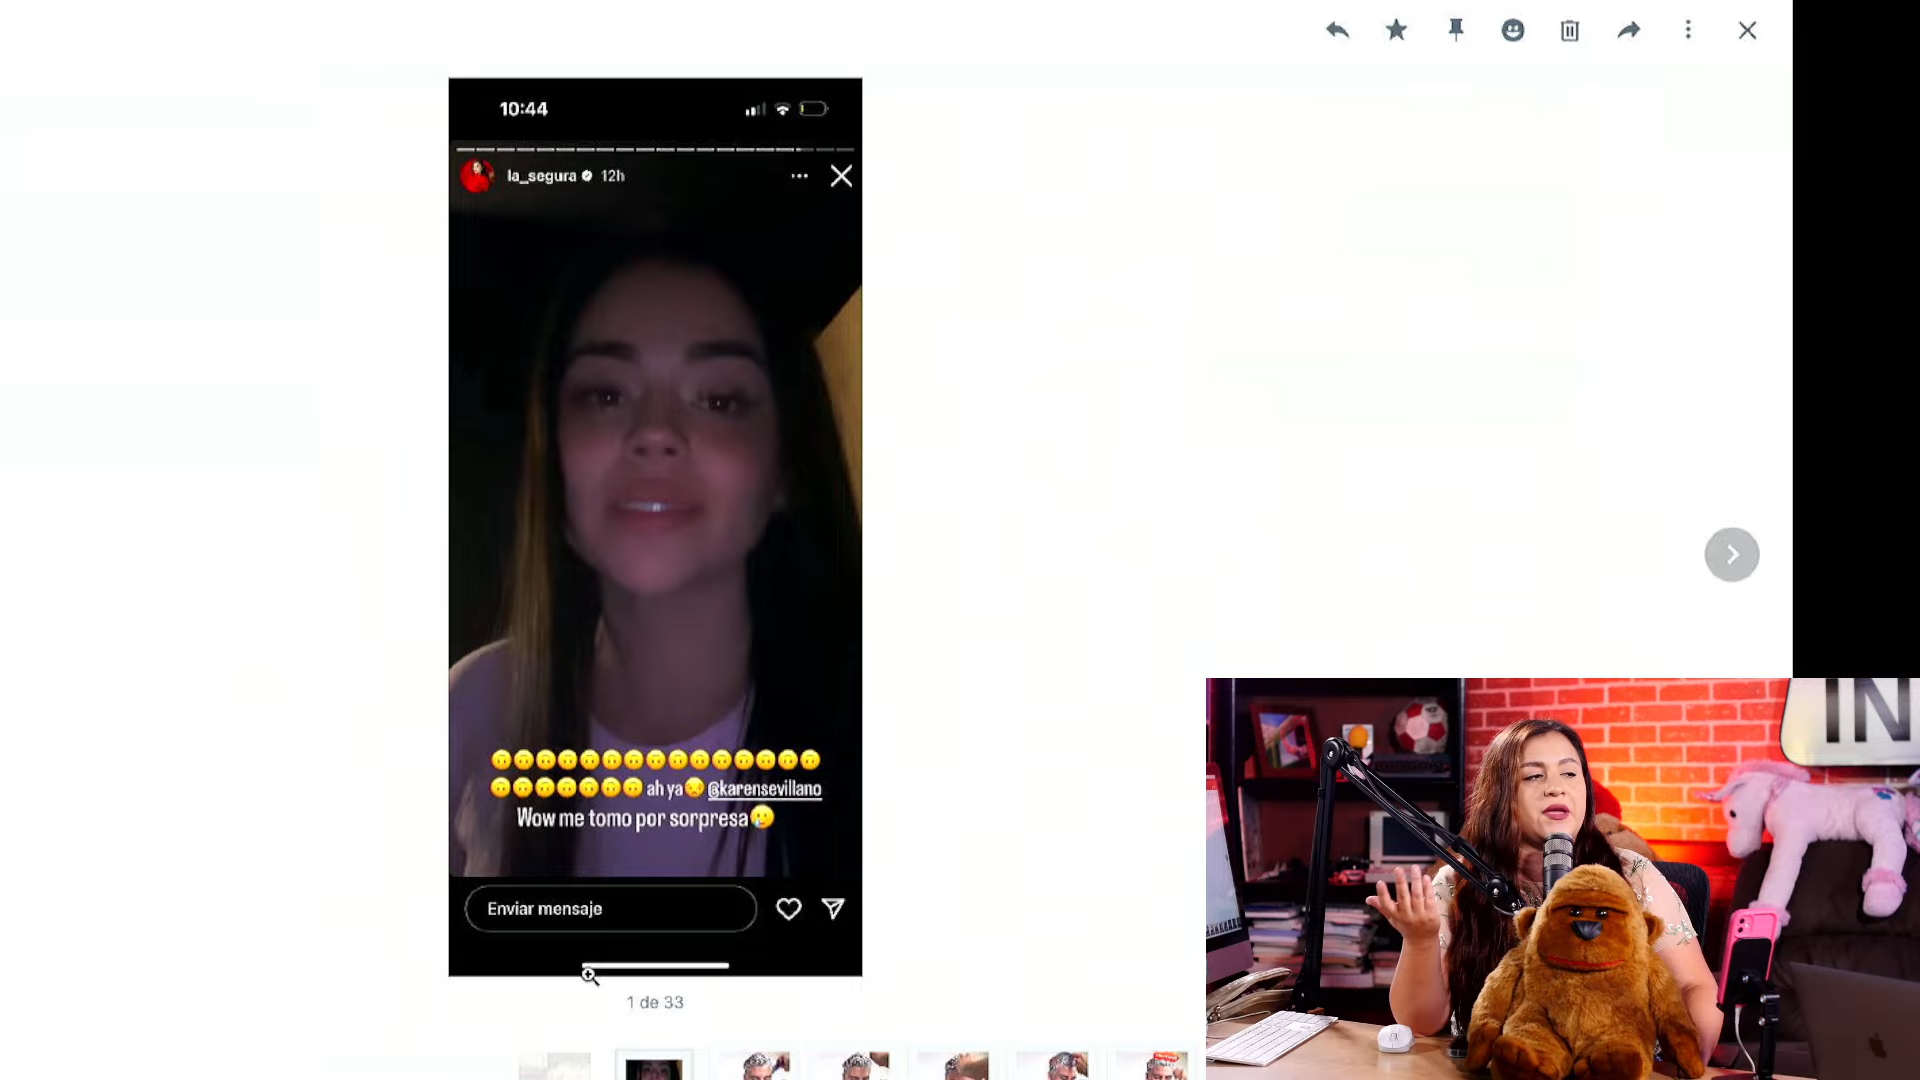 10:44
la_segura 12h
🙃🙃🙃🙃🙃🙃🙃🙃🙃🙃🙃🙃🙃🙃🙃
🙃🙃🙃🙃🙃🙃🙃 ah ya😒 @karensevillano
Wow me tomo por sorpresa🥲
Enviar mensaje
1 de 33
IN